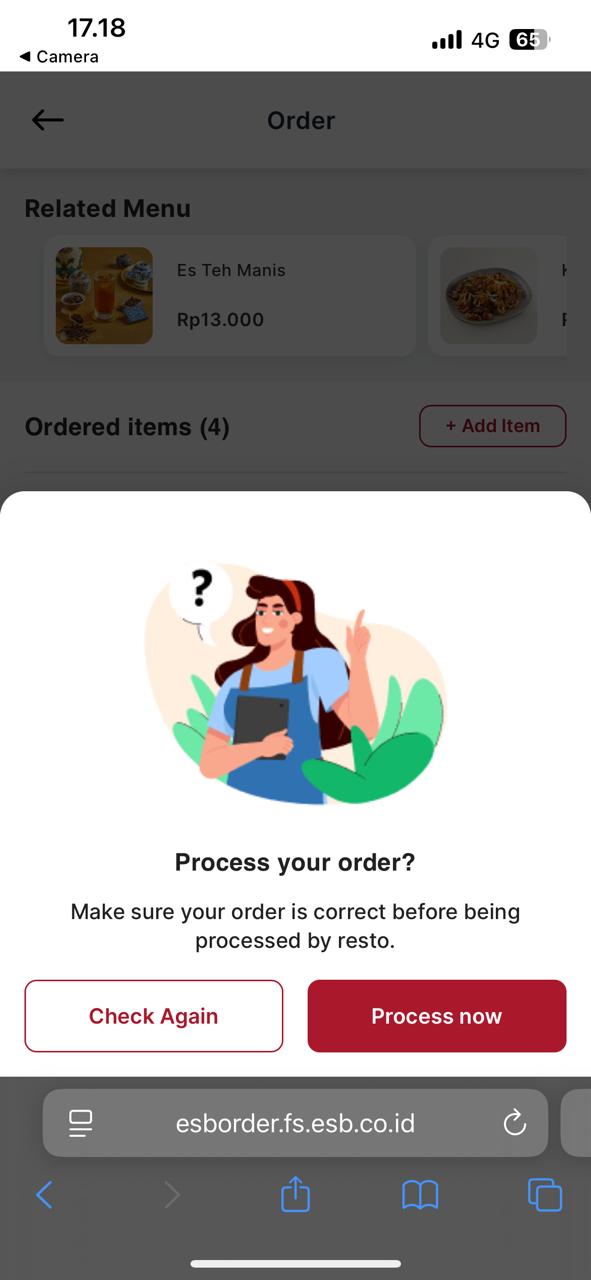 17.18
4G
65
◀ Camera
Order
Related Menu
Es Teh Manis
Rp13.000
Ordered items (4)
+ Add Item
?
Process your order?
Make sure your order is correct before being
processed by resto.
Check Again
Process now
esborder.fs.esb.co.id